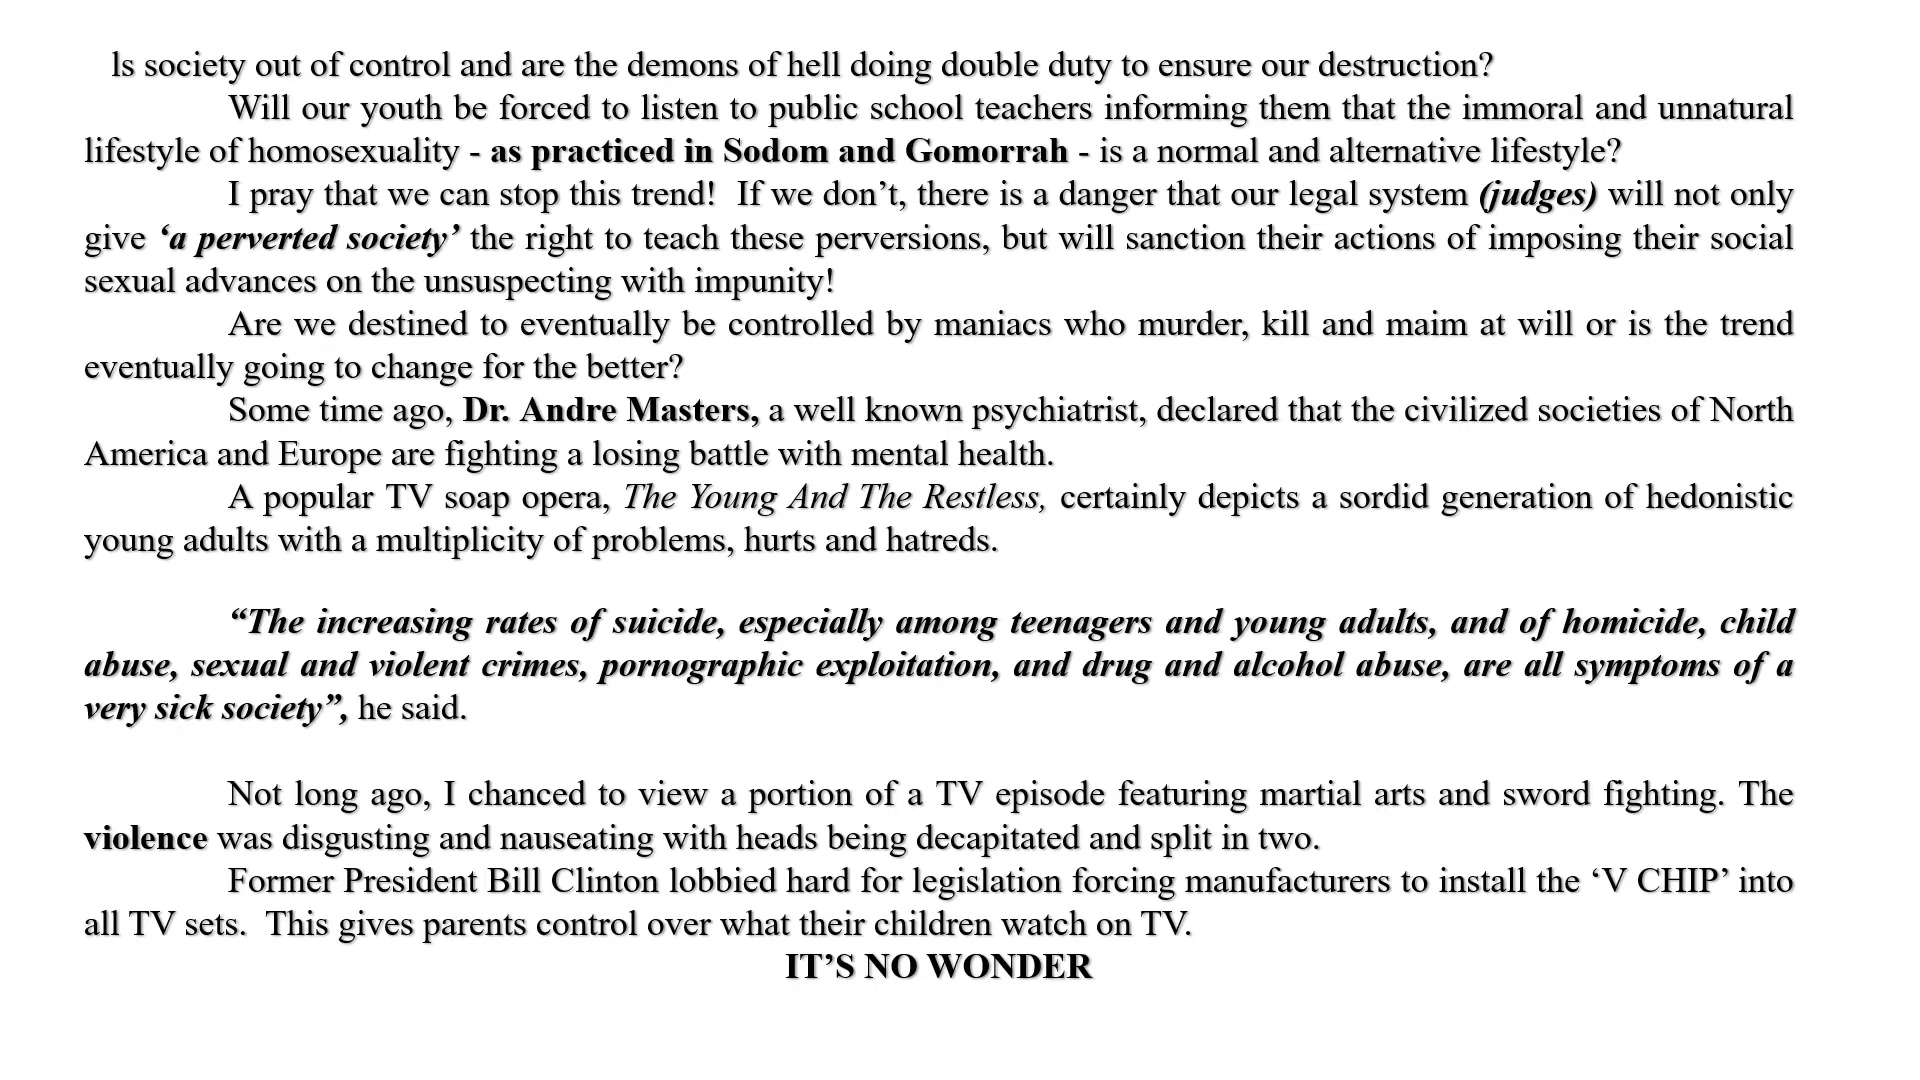 ls society out of control and are the demons of hell doing double duty to ensure our destruction?
Will our youth be forced to listen to public school teachers informing them that the immoral and unnatural
lifestyle of homosexuality - as practiced in Sodom and Gomorrah - is a normal and alternative lifestyle?
I pray that we can stop this trend!  If we don’t, there is a danger that our legal system (judges) will not only
give ‘a perverted society’ the right to teach these perversions, but will sanction their actions of imposing their social
sexual advances on the unsuspecting with impunity!
Are we destined to eventually be controlled by maniacs who murder, kill and maim at will or is the trend
eventually going to change for the better?
Some time ago, Dr. Andre Masters, a well known psychiatrist, declared that the civilized societies of North
America and Europe are fighting a losing battle with mental health.
A popular TV soap opera, The Young And The Restless, certainly depicts a sordid generation of hedonistic
young adults with a multiplicity of problems, hurts and hatreds.
“The increasing rates of suicide, especially among teenagers and young adults, and of homicide, child
abuse, sexual and violent crimes, pornographic exploitation, and drug and alcohol abuse, are all symptoms of a
very sick society”, he said.
Not long ago, I chanced to view a portion of a TV episode featuring martial arts and sword fighting. The
violence was disgusting and nauseating with heads being decapitated and split in two.
Former President Bill Clinton lobbied hard for legislation forcing manufacturers to install the ‘V CHIP’ into
all TV sets.  This gives parents control over what their children watch on TV.
IT’S NO WONDER